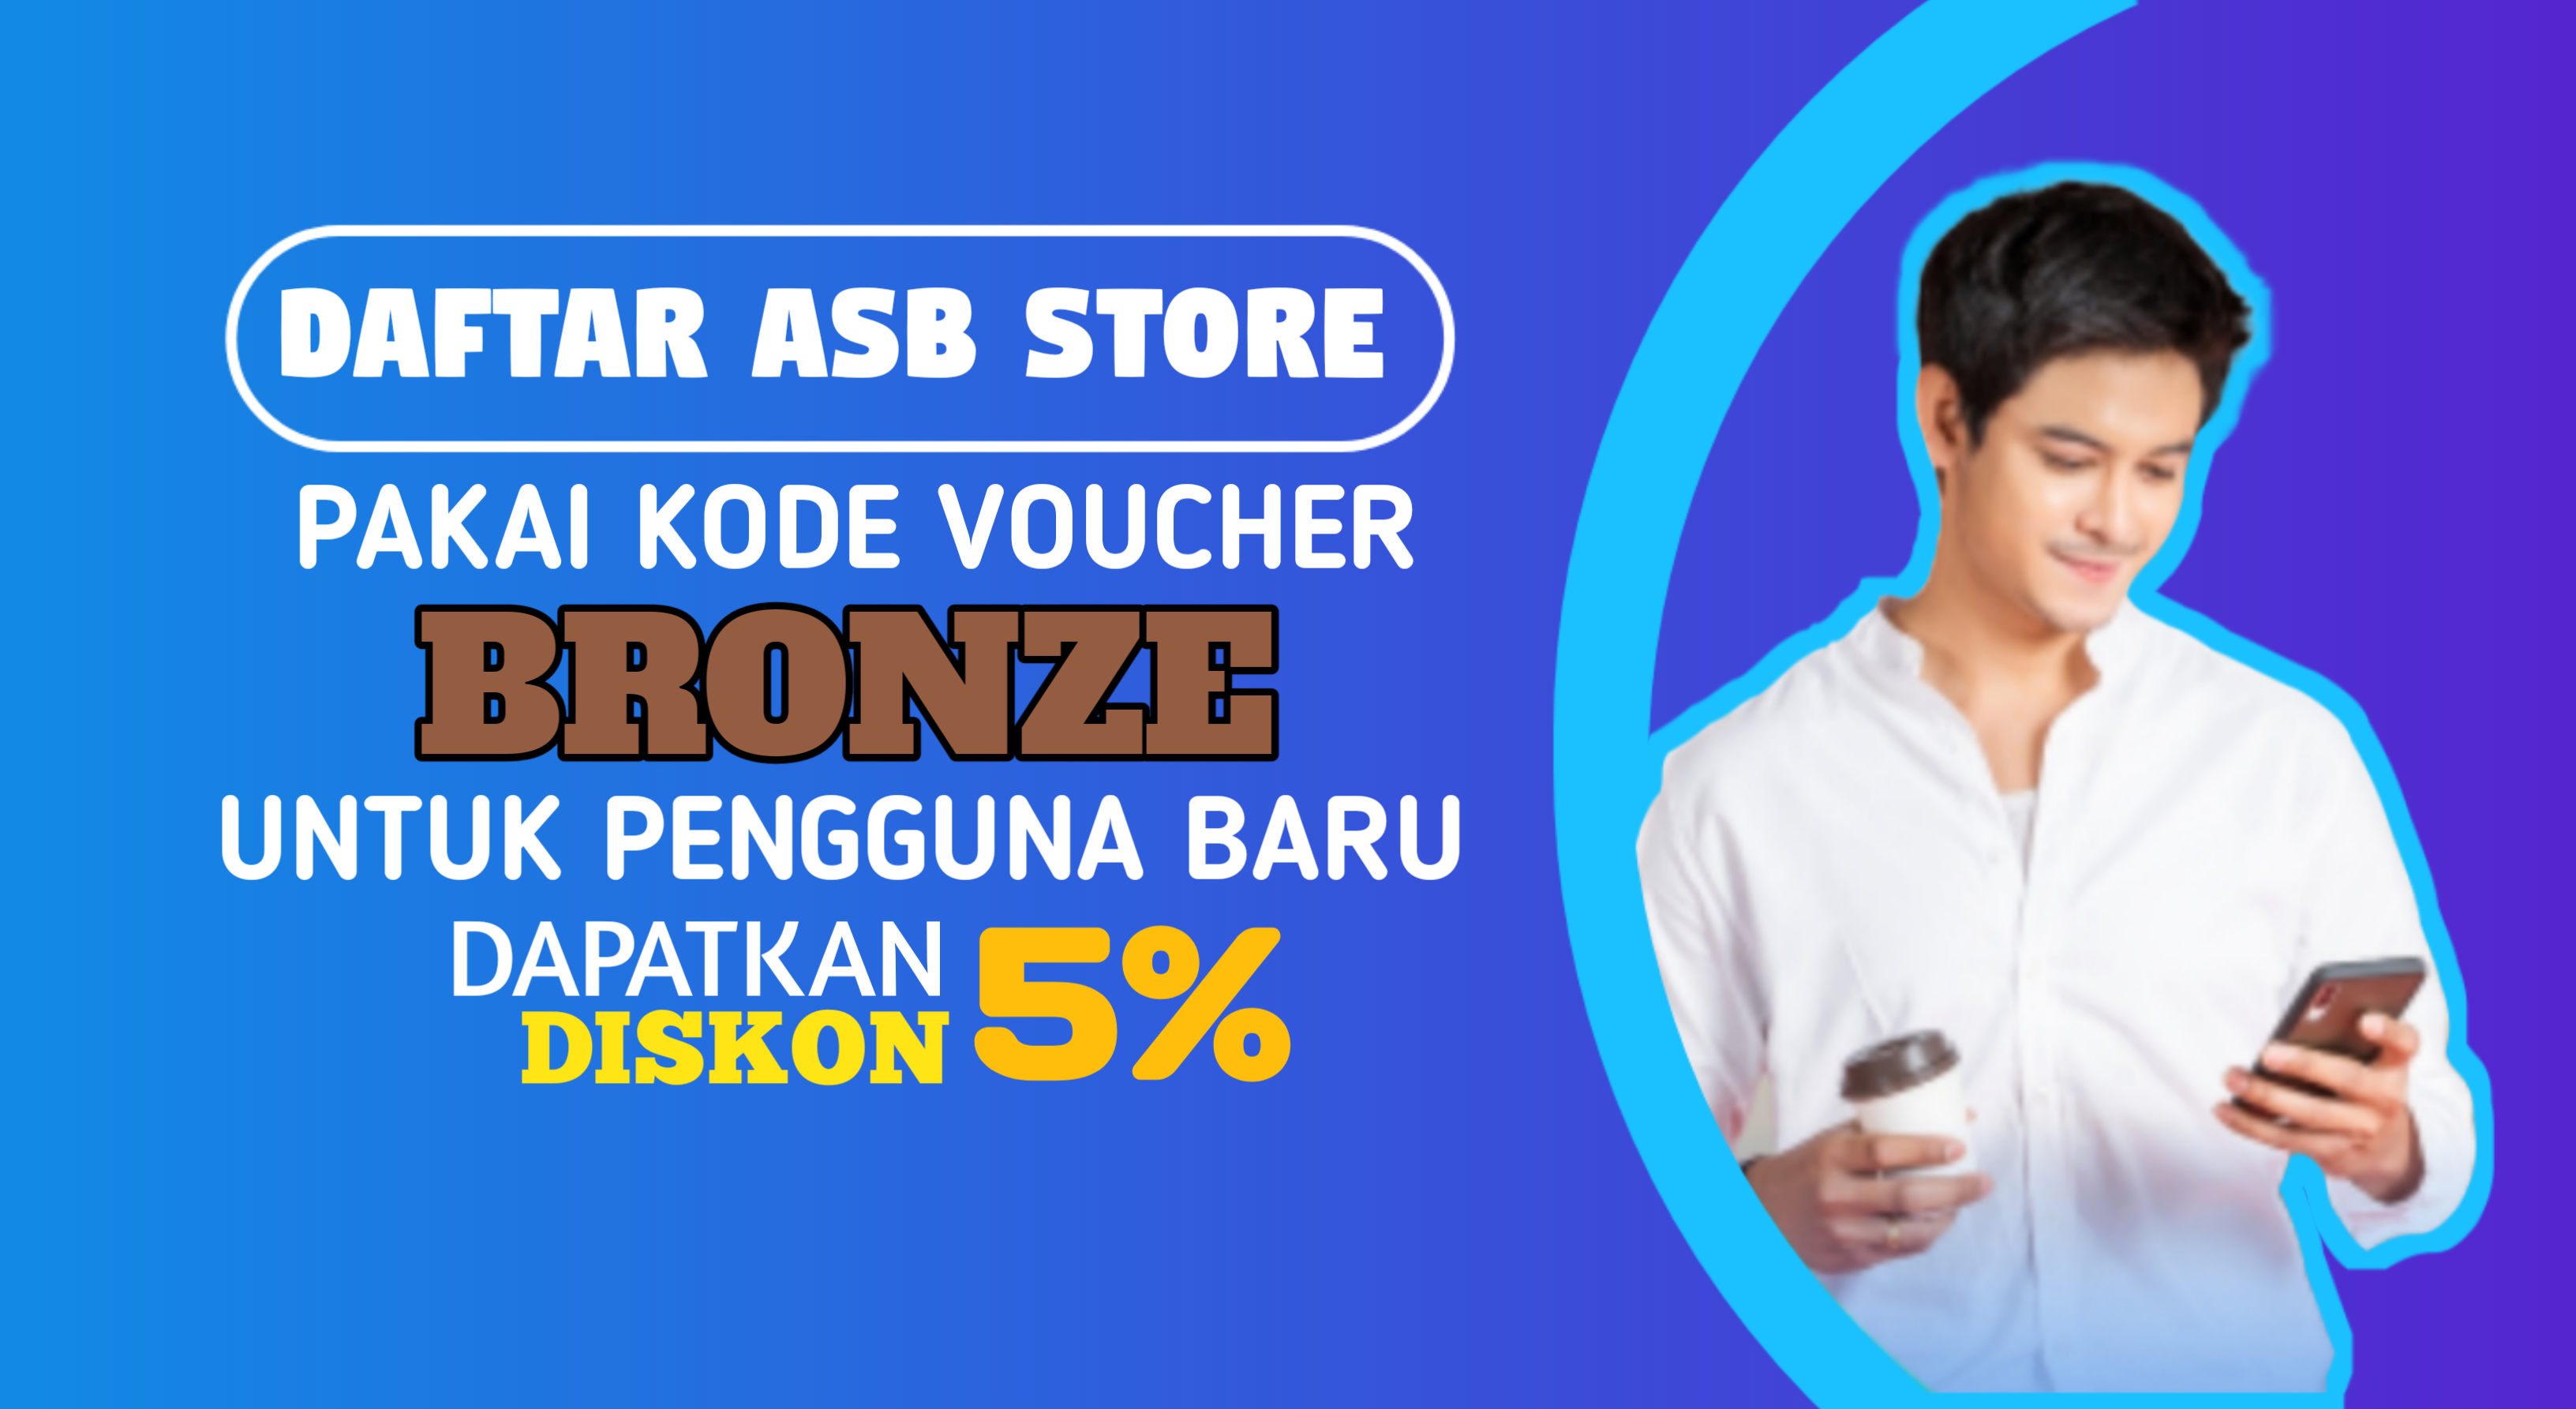 DAFTAR ASB STORE
PAKAI KODE VOUCHER
BRONZE
UNTUK PENGGUNA BARU
DAPATKAN
DISKON
5%